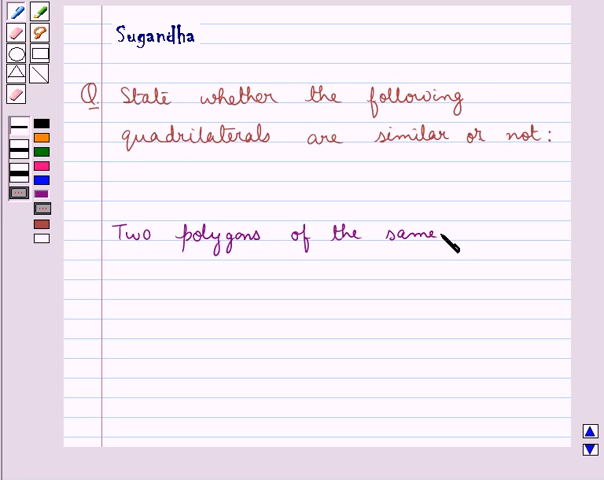 Sugandha
Q. State whether the following
quadrilaterals are similar or not:
Two polygons of the same